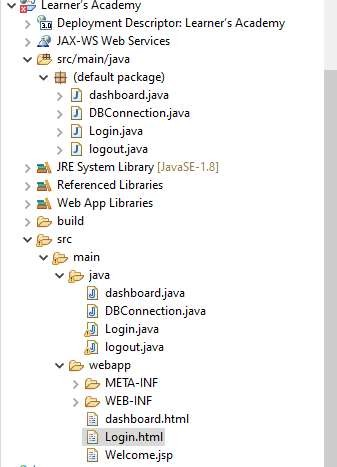 Learner's Academy
3.0 Deployment Descriptor: Learner's Academy
JAX-WS Web Services
src/main/java
(default package)
dashboard.java
DBConnection.java
Login.java
logout.java
JRE System Library [JavaSE-1.8]
Referenced Libraries
Web App Libraries
build
src
main
java
dashboard.java
DBConnection.java
Login.java
logout.java
webapp
META-INF
WEB-INF
dashboard.html
Login.html
Welcome.jsp